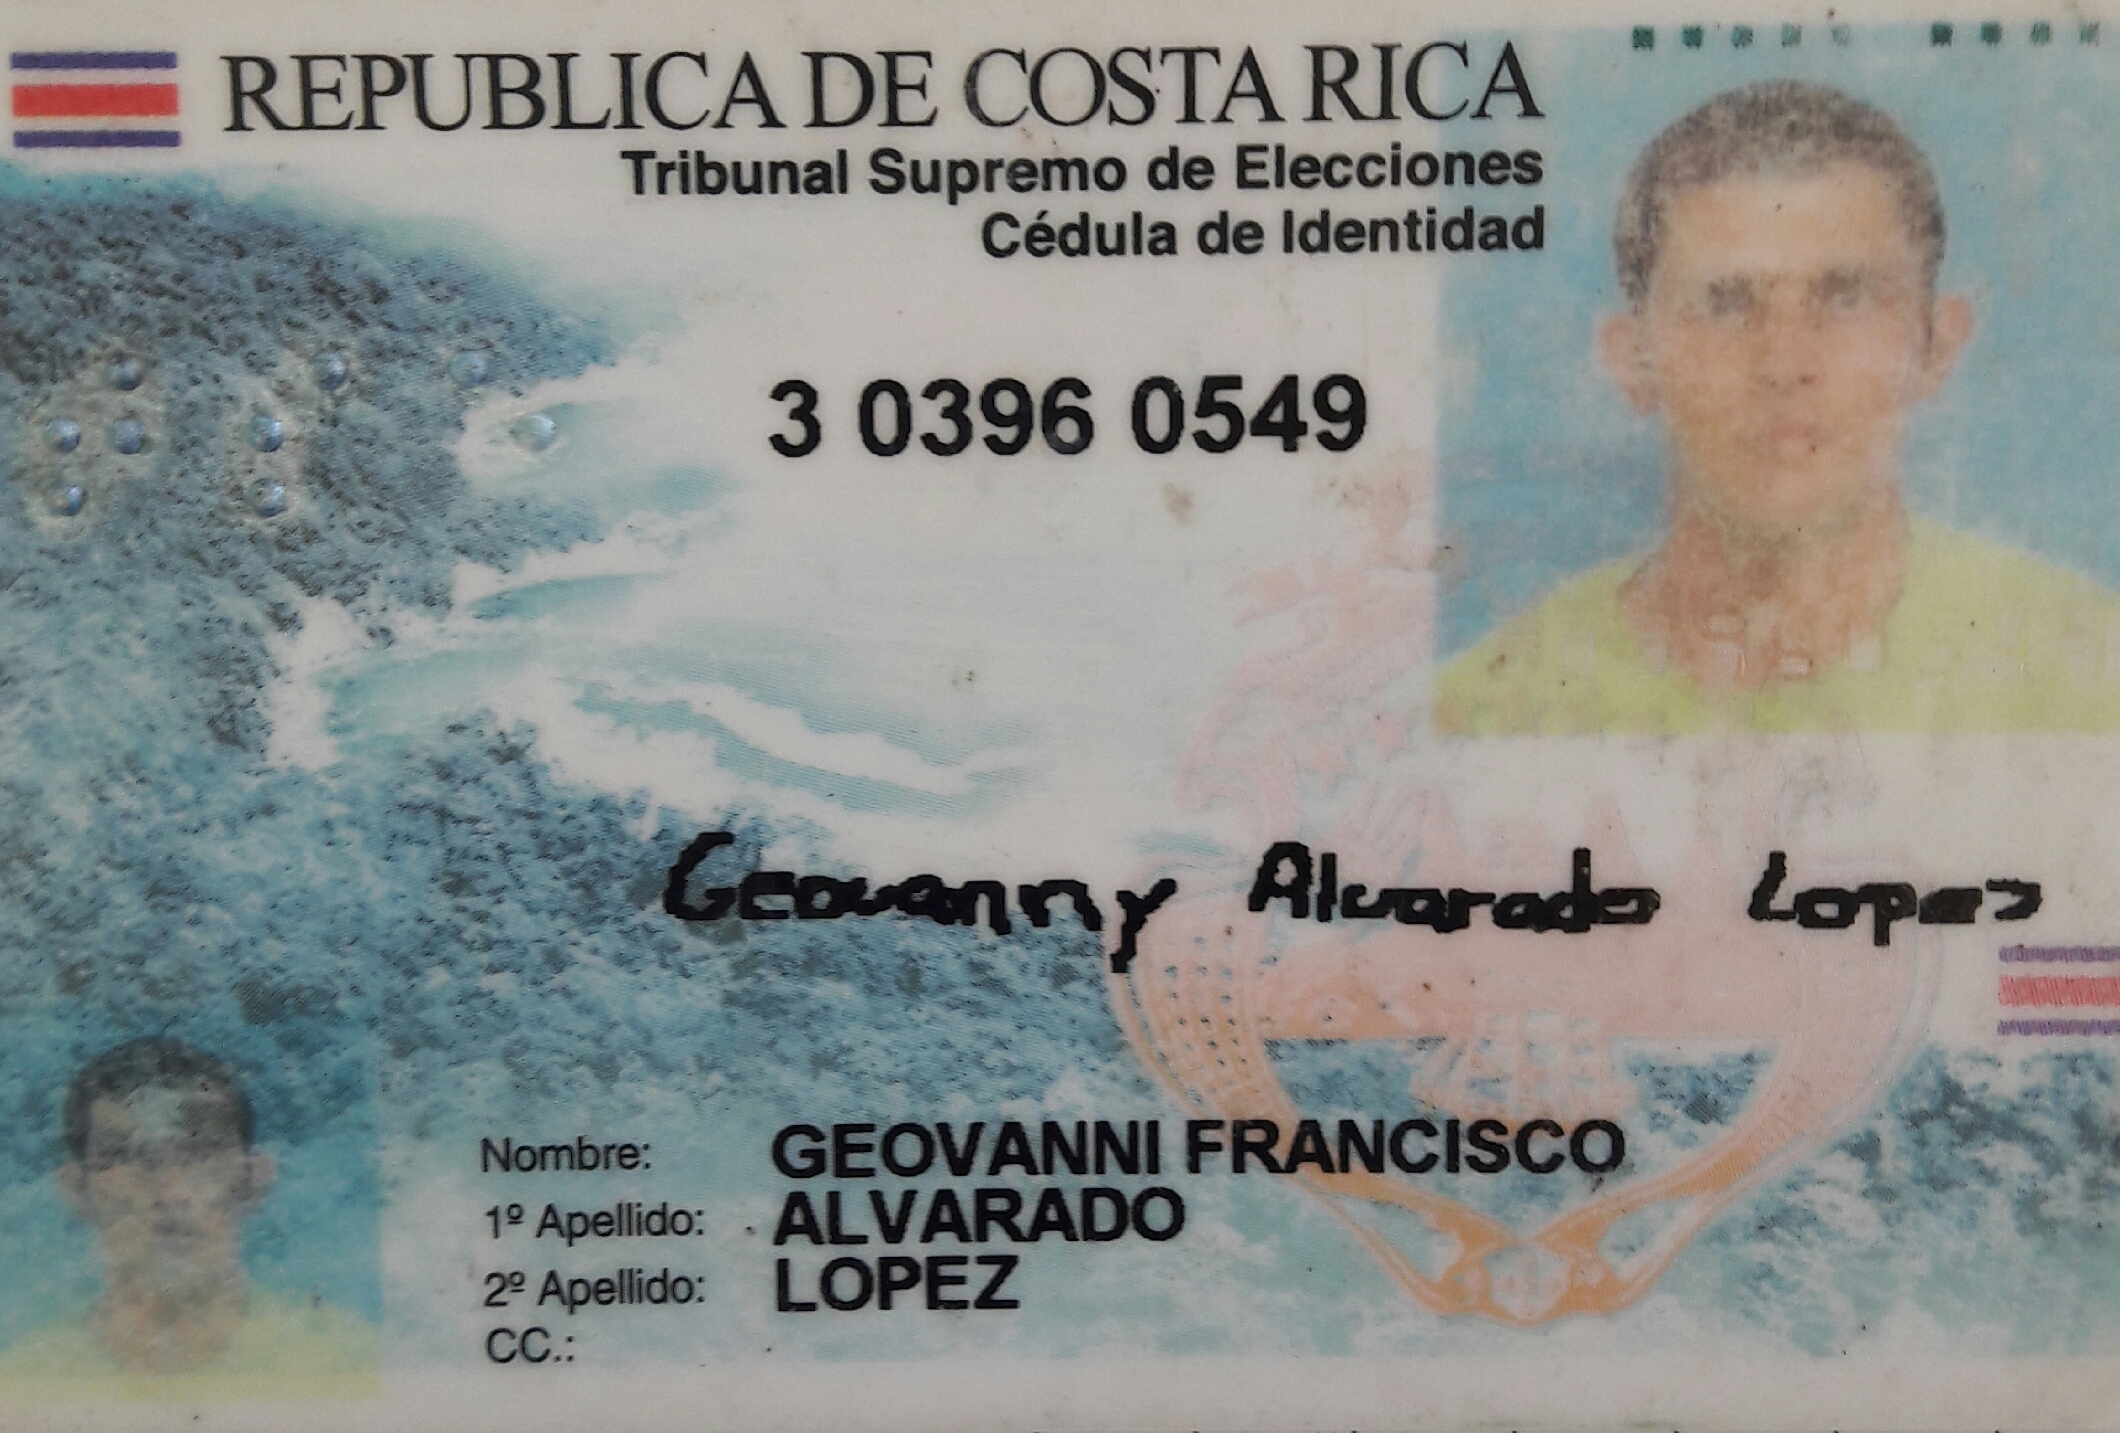 REPUBLICA DE COSTA RICA
Tribunal Supremo de Elecciones
Cédula de Identidad
3 0396 0549
Geovanny Alvarado Lopez
Nombre: GEOVANNI FRANCISCO
1º Apellido: ALVARADO
2º Apellido: LOPEZ
CC.: